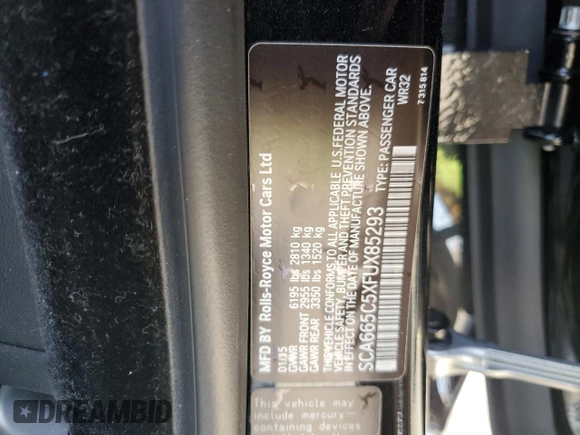 MFD BY Rolls-Royce Motor Cars Ltd
01/15
GVWR 6195 lbs 2810 kg
GAWR FRONT 2955 lbs 1340 kg
GAWR REAR 3350 lbs 1520 kg
THIS VEHICLE CONFORMS TO ALL APPLICABLE U.S. FEDERAL MOTOR
VEHICLE SAFETY, BUMPER AND THEFT PREVENTION STANDARDS
IN EFFECT ON THE DATE OF MANUFACTURE SHOWN ABOVE.
SCA665C5XFUX85293
TYPE: PASSENGER CAR
WR32
7315814
This vehicle may
include mercury-
containing devices
DREAMBID